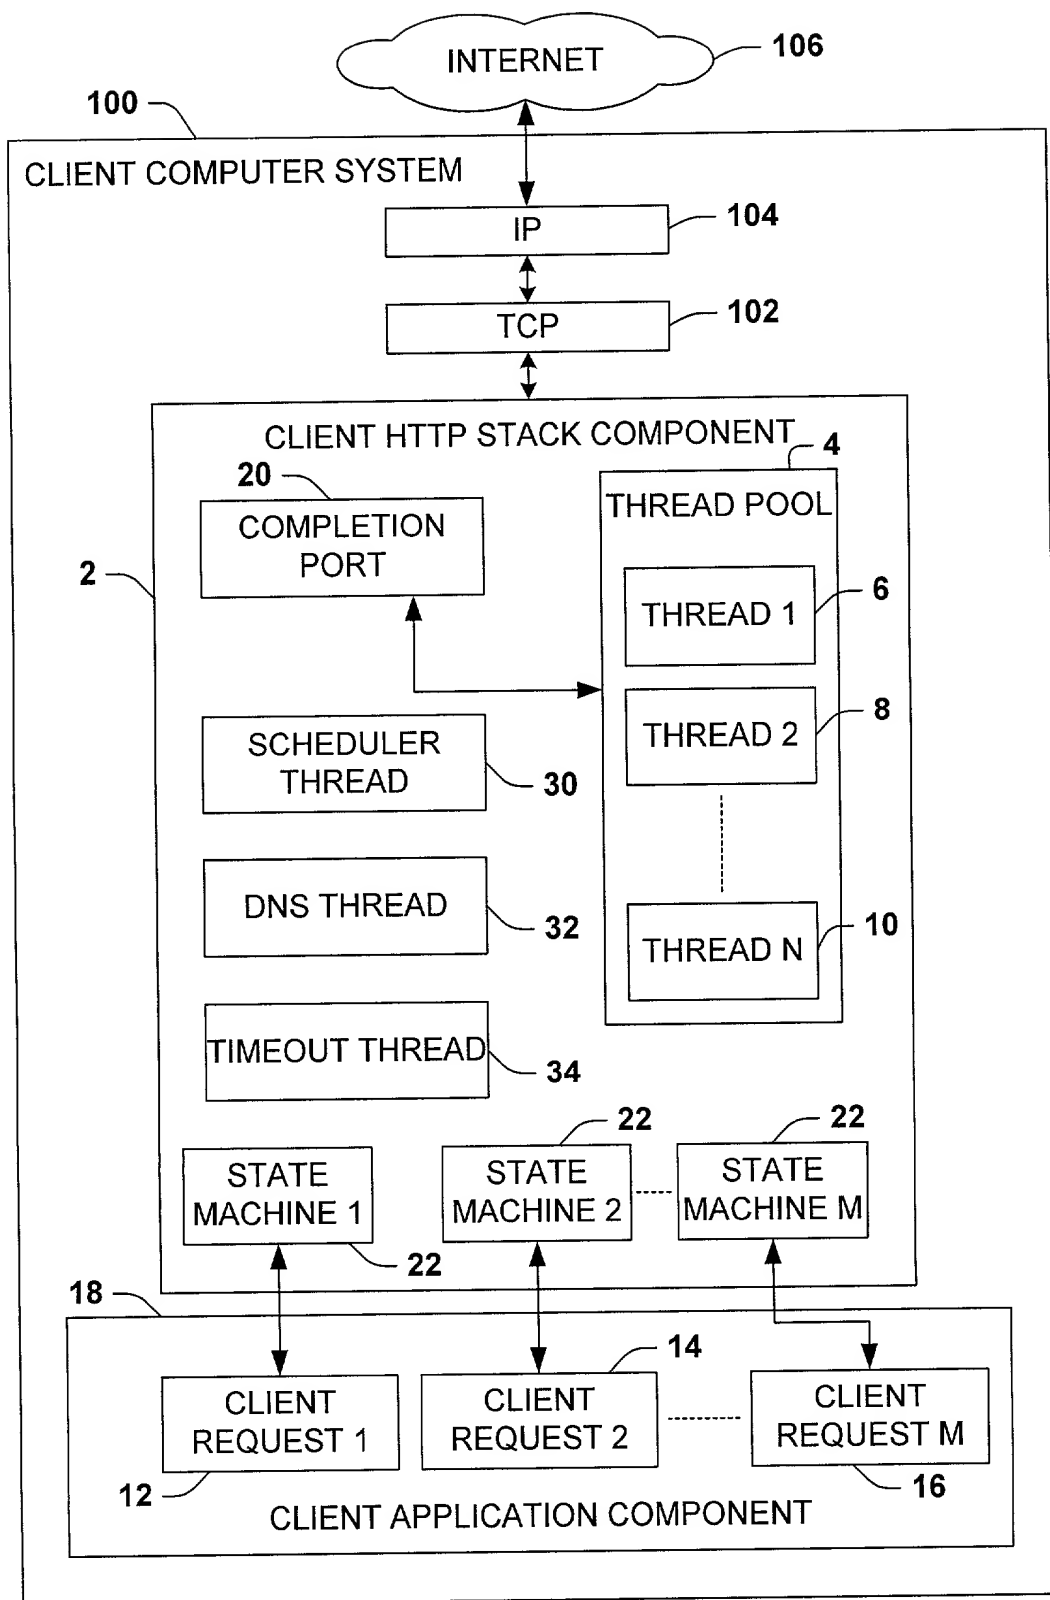 INTERNET
106
100
CLIENT COMPUTER SYSTEM
IP
104
TCP
102
CLIENT HTTP STACK COMPONENT
2
20
COMPLETION
PORT
4
THREAD POOL
THREAD 1
6
THREAD 2
8
THREAD N
10
SCHEDULER
THREAD
30
DNS THREAD
32
TIMEOUT THREAD
34
STATE
MACHINE 1
22
22
STATE
MACHINE 2
22
STATE
MACHINE M
18
CLIENT
REQUEST 1
12
14
CLIENT
REQUEST 2
CLIENT
REQUEST M
16
CLIENT APPLICATION COMPONENT